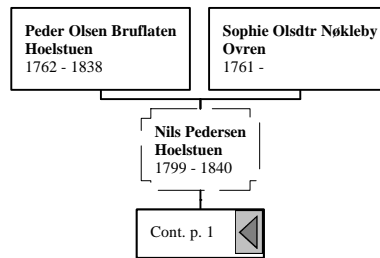 Peder Olsen Bruflaten
Hoelstuen
1762 - 1838
Sophie Olsdtr Nøkleby
Ovren
1761 -
Nils Pedersen
Hoelstuen
1799 - 1840
Cont. p. 1